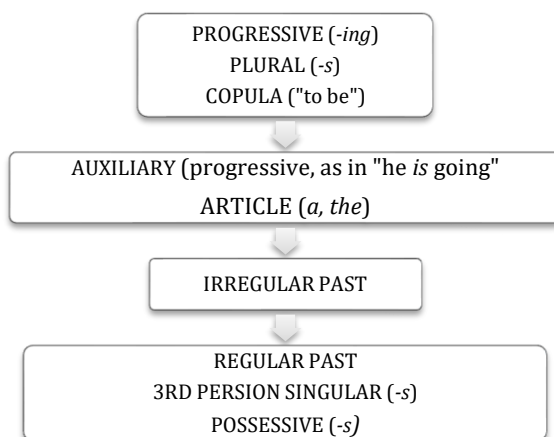 PROGRESSIVE (-ing)
PLURAL (-s)
COPULA ("to be")
AUXILIARY (progressive, as in "he is going"
ARTICLE (a, the)
IRREGULAR PAST
REGULAR PAST
3RD PERSION SINGULAR (-s)
POSSESSIVE (-s)